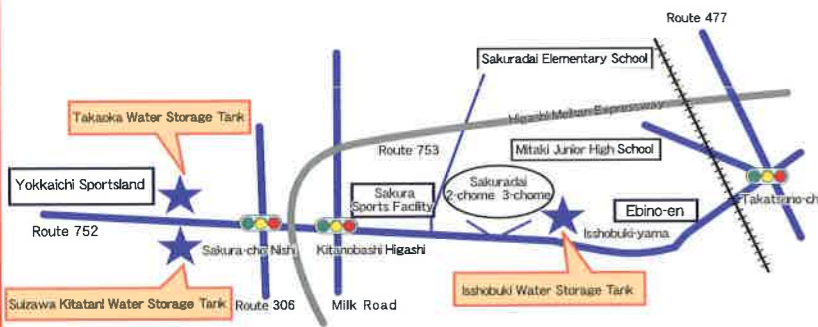 Route 477
Sakuradai Elementary School
Takaoka Water Storage Tank
Higashi Meihan Expressway
Route 753
Mitaki Junior High School
Yokkaichi Sportsland
Sakura
Sports Facility
Sakuradai
2-chome 3-chome
Ebino-en
Takatsuno-ch
Route 752
Sakura-cho Nishi
Kitanobashi Higashi
Isshobuki-yama
Suizawa Kitatani Water Storage Tank
Route 306
Milk Road
Isshobuki Water Storage Tank